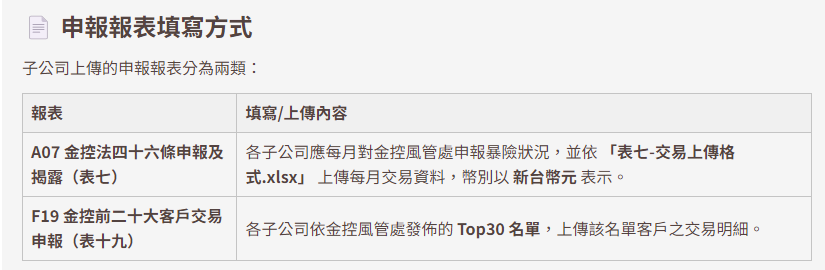 申報報表填寫方式
子公司上傳的申報報表分為兩類：
報表
填寫/上傳內容
A07 金控法四十六條申報及
揭露（表七）
各子公司應每月對金控風管處申報暴險狀況，並依 「表七-交易上傳格
式.xlsx」 上傳每月交易資料，幣別以 新台幣元 表示。
F19 金控前二十大客戶交易
申報（表十九）
各子公司依金控風管處發佈的 Top30 名單，上傳該名單客戶之交易明細。